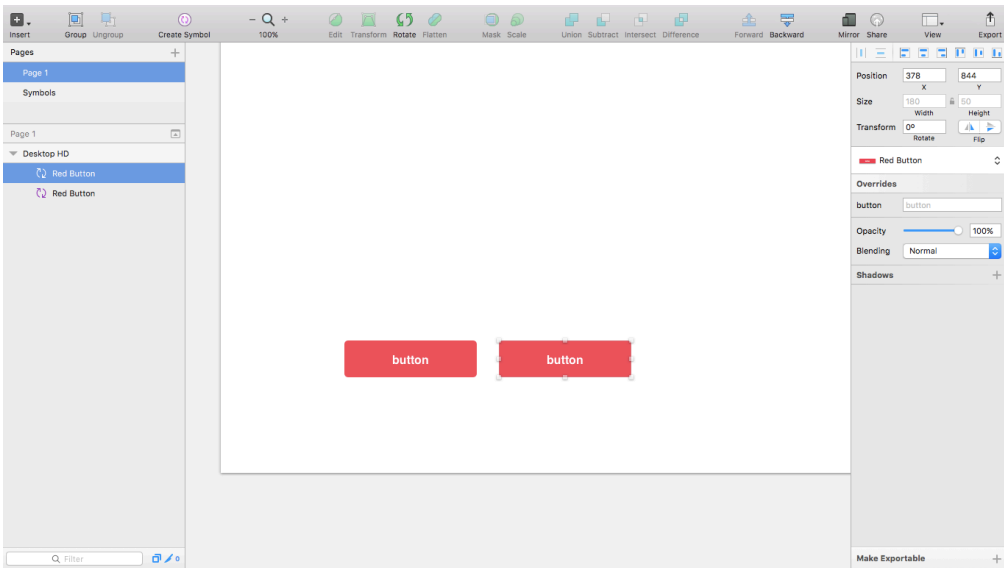 Insert Group Ungroup Create Symbol 100% Edit Transform Rotate Flatten Mask Scale Union Subtract Intersect Difference Forward Backward Mirror Share View Export
Pages
Page 1
Symbols
Page 1
Desktop HD
Red Button
Red Button
Filter 0
button button
Position 378 844
X Y
Size 180 50
Width Height
Transform 0º
Rotate Flip
Red Button
Overrides
button button
Opacity 100%
Blending Normal
Shadows
Make Exportable